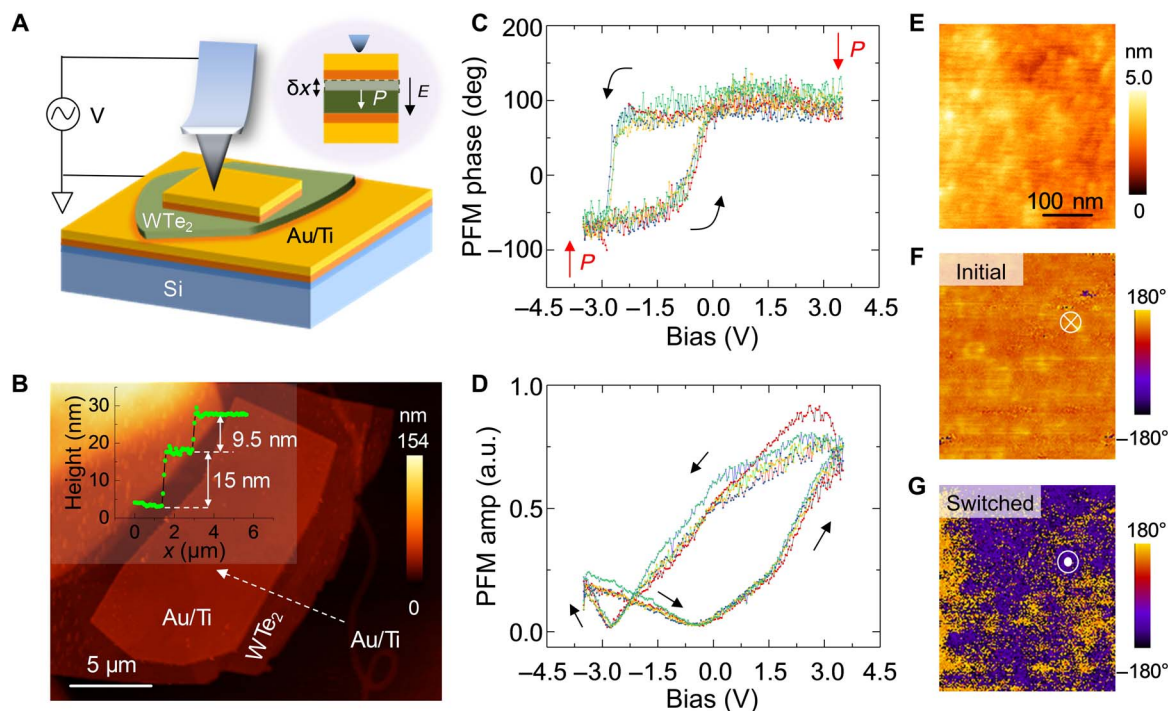 A
V
δx
P
E
WTe₂
Au/Ti
Si
B
Height (nm)
30
20
10
0
9.5 nm
15 nm
0 2 4 6
x (μm)
nm
154
0
Au/Ti
WTe₂
Au/Ti
5 μm
C
PFM phase (deg)
200
100
0
−100
P
P
−4.5 −3.0 −1.5 0.0 1.5 3.0 4.5
Bias (V)
D
PFM amp (a.u.)
1.0
0.5
0.0
−4.5 −3.0 −1.5 0.0 1.5 3.0 4.5
Bias (V)
E
nm
5.0
0
100 nm
F
Initial
180°
−180°
G
Switched
180°
−180°